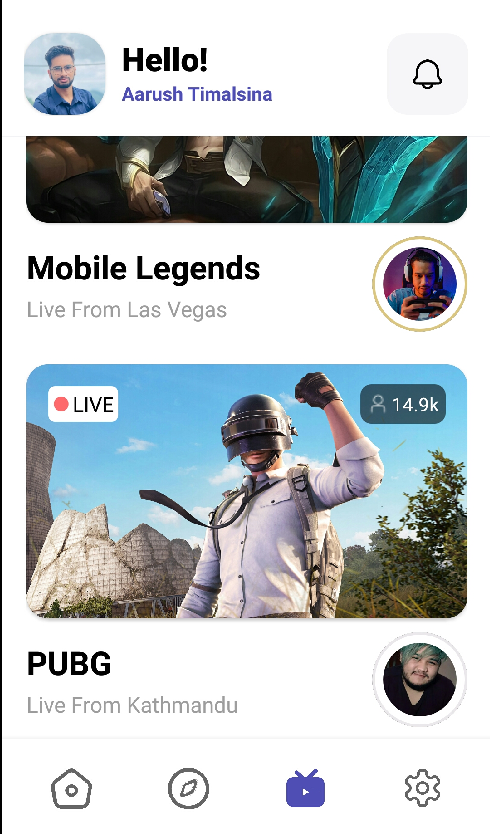 Hello!
Aarush Timalsina
Mobile Legends
Live From Las Vegas
LIVE
14.9k
PUBG
Live From Kathmandu